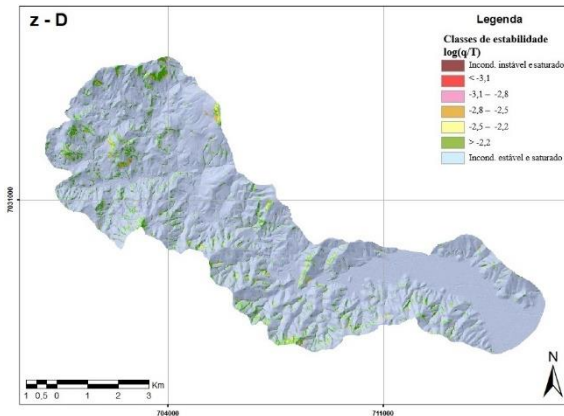 z - D
Legenda
Classes de estabilidade
log(q/T)
Incond. instável e saturado
< -3,1
-3,1 – -2,8
-2,8 – -2,5
-2,5 – -2,2
> -2,2
Incond. estável e saturado
7031000
1 0,5 0 1 2 3
Km
704000
711000
N